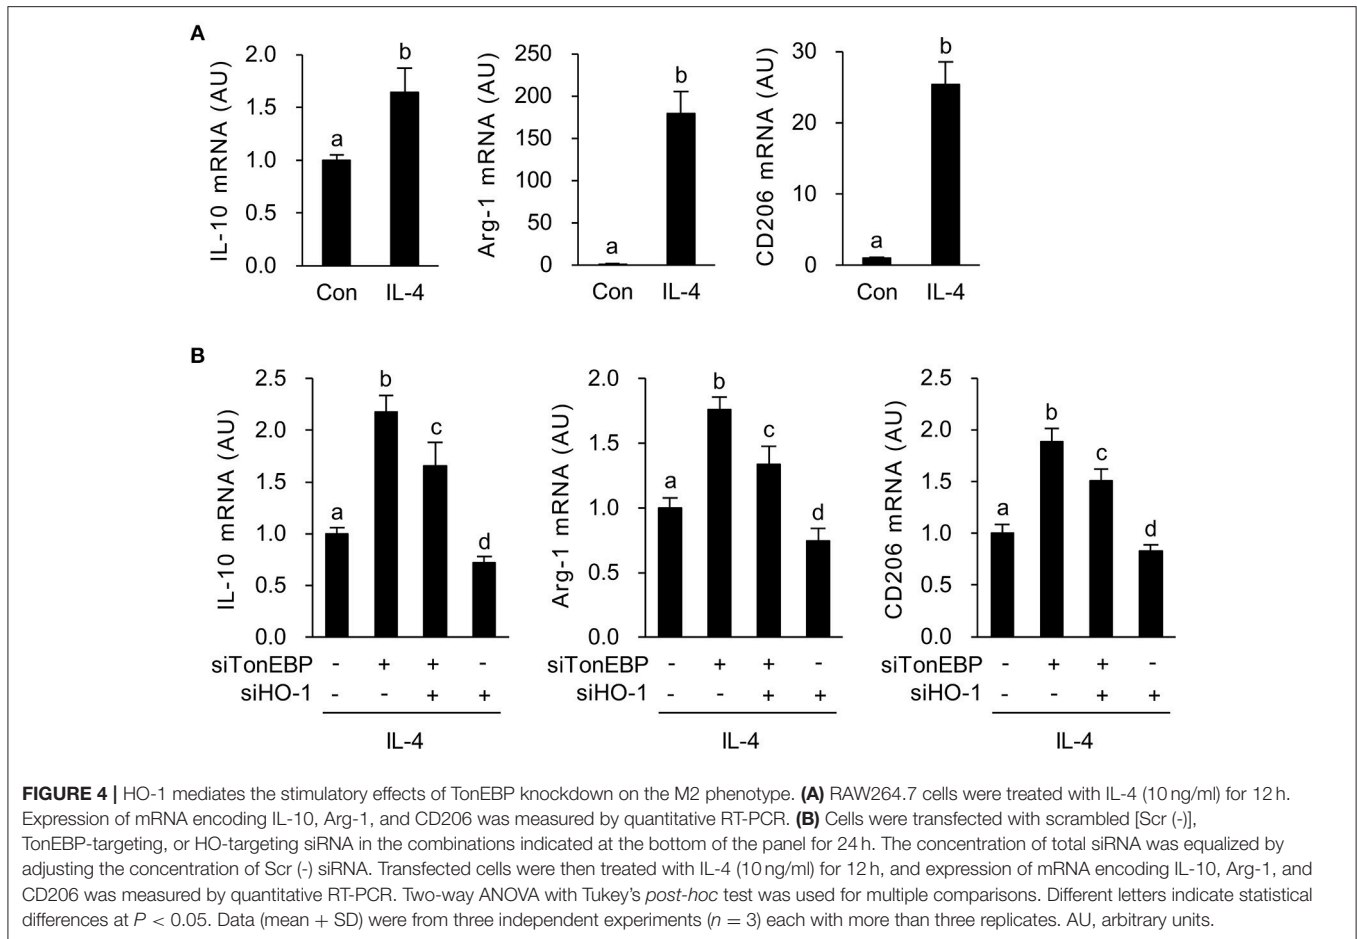 A
IL-10 mRNA (AU)
2.0
1.5
1.0
0.5
0.0
a
b
Con IL-4
Arg-1 mRNA (AU)
250
200
150
100
50
0
a
b
Con IL-4
CD206 mRNA (AU)
30
20
10
0
a
b
Con IL-4
B
IL-10 mRNA (AU)
2.5
2.0
1.5
1.0
0.5
0.0
a
b
c
d
Arg-1 mRNA (AU)
2.0
1.5
1.0
0.5
0.0
a
b
c
d
CD206 mRNA (AU)
2.5
2.0
1.5
1.0
0.5
0.0
a
b
c
d
siTonEBP - + + - - + + - - + + -
siHO-1 - - + + - - + + - - + +
IL-4 IL-4 IL-4
FIGURE 4 | HO-1 mediates the stimulatory effects of TonEBP knockdown on the M2 phenotype. (A) RAW264.7 cells were treated with IL-4 (10 ng/ml) for 12 h.
Expression of mRNA encoding IL-10, Arg-1, and CD206 was measured by quantitative RT-PCR. (B) Cells were transfected with scrambled [Scr (-)],
TonEBP-targeting, or HO-targeting siRNA in the combinations indicated at the bottom of the panel for 24 h. The concentration of total siRNA was equalized by
adjusting the concentration of Scr (-) siRNA. Transfected cells were then treated with IL-4 (10 ng/ml) for 12 h, and expression of mRNA encoding IL-10, Arg-1, and
CD206 was measured by quantitative RT-PCR. Two-way ANOVA with Tukey's post-hoc test was used for multiple comparisons. Different letters indicate statistical
differences at P < 0.05. Data (mean + SD) were from three independent experiments (n = 3) each with more than three replicates. AU, arbitrary units.